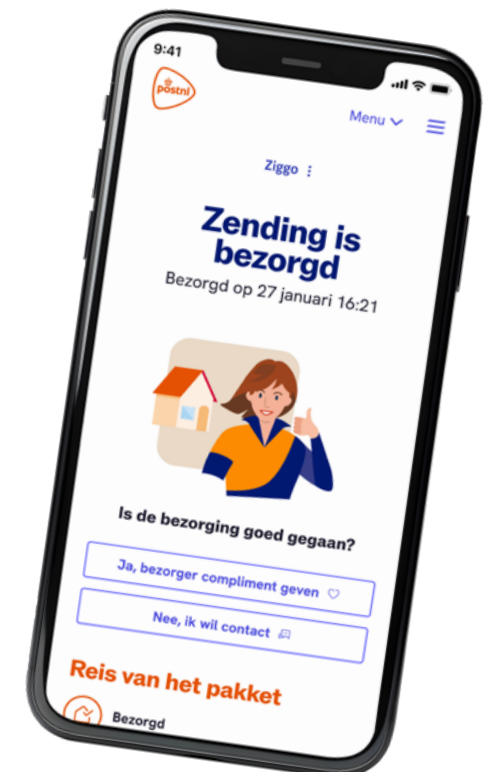 9:41
postnl
Menu
Ziggo
Zending is
bezorgd
Bezorgd op 27 januari 16:21
Is de bezorging goed gegaan?
Ja, bezorger compliment geven
Nee, ik wil contact
Reis van het pakket
Bezorgd